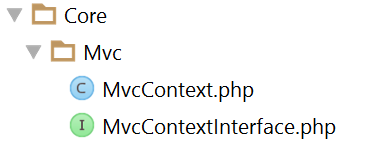 Core
Mvc
C MvcContext.php
I MvcContextInterface.php